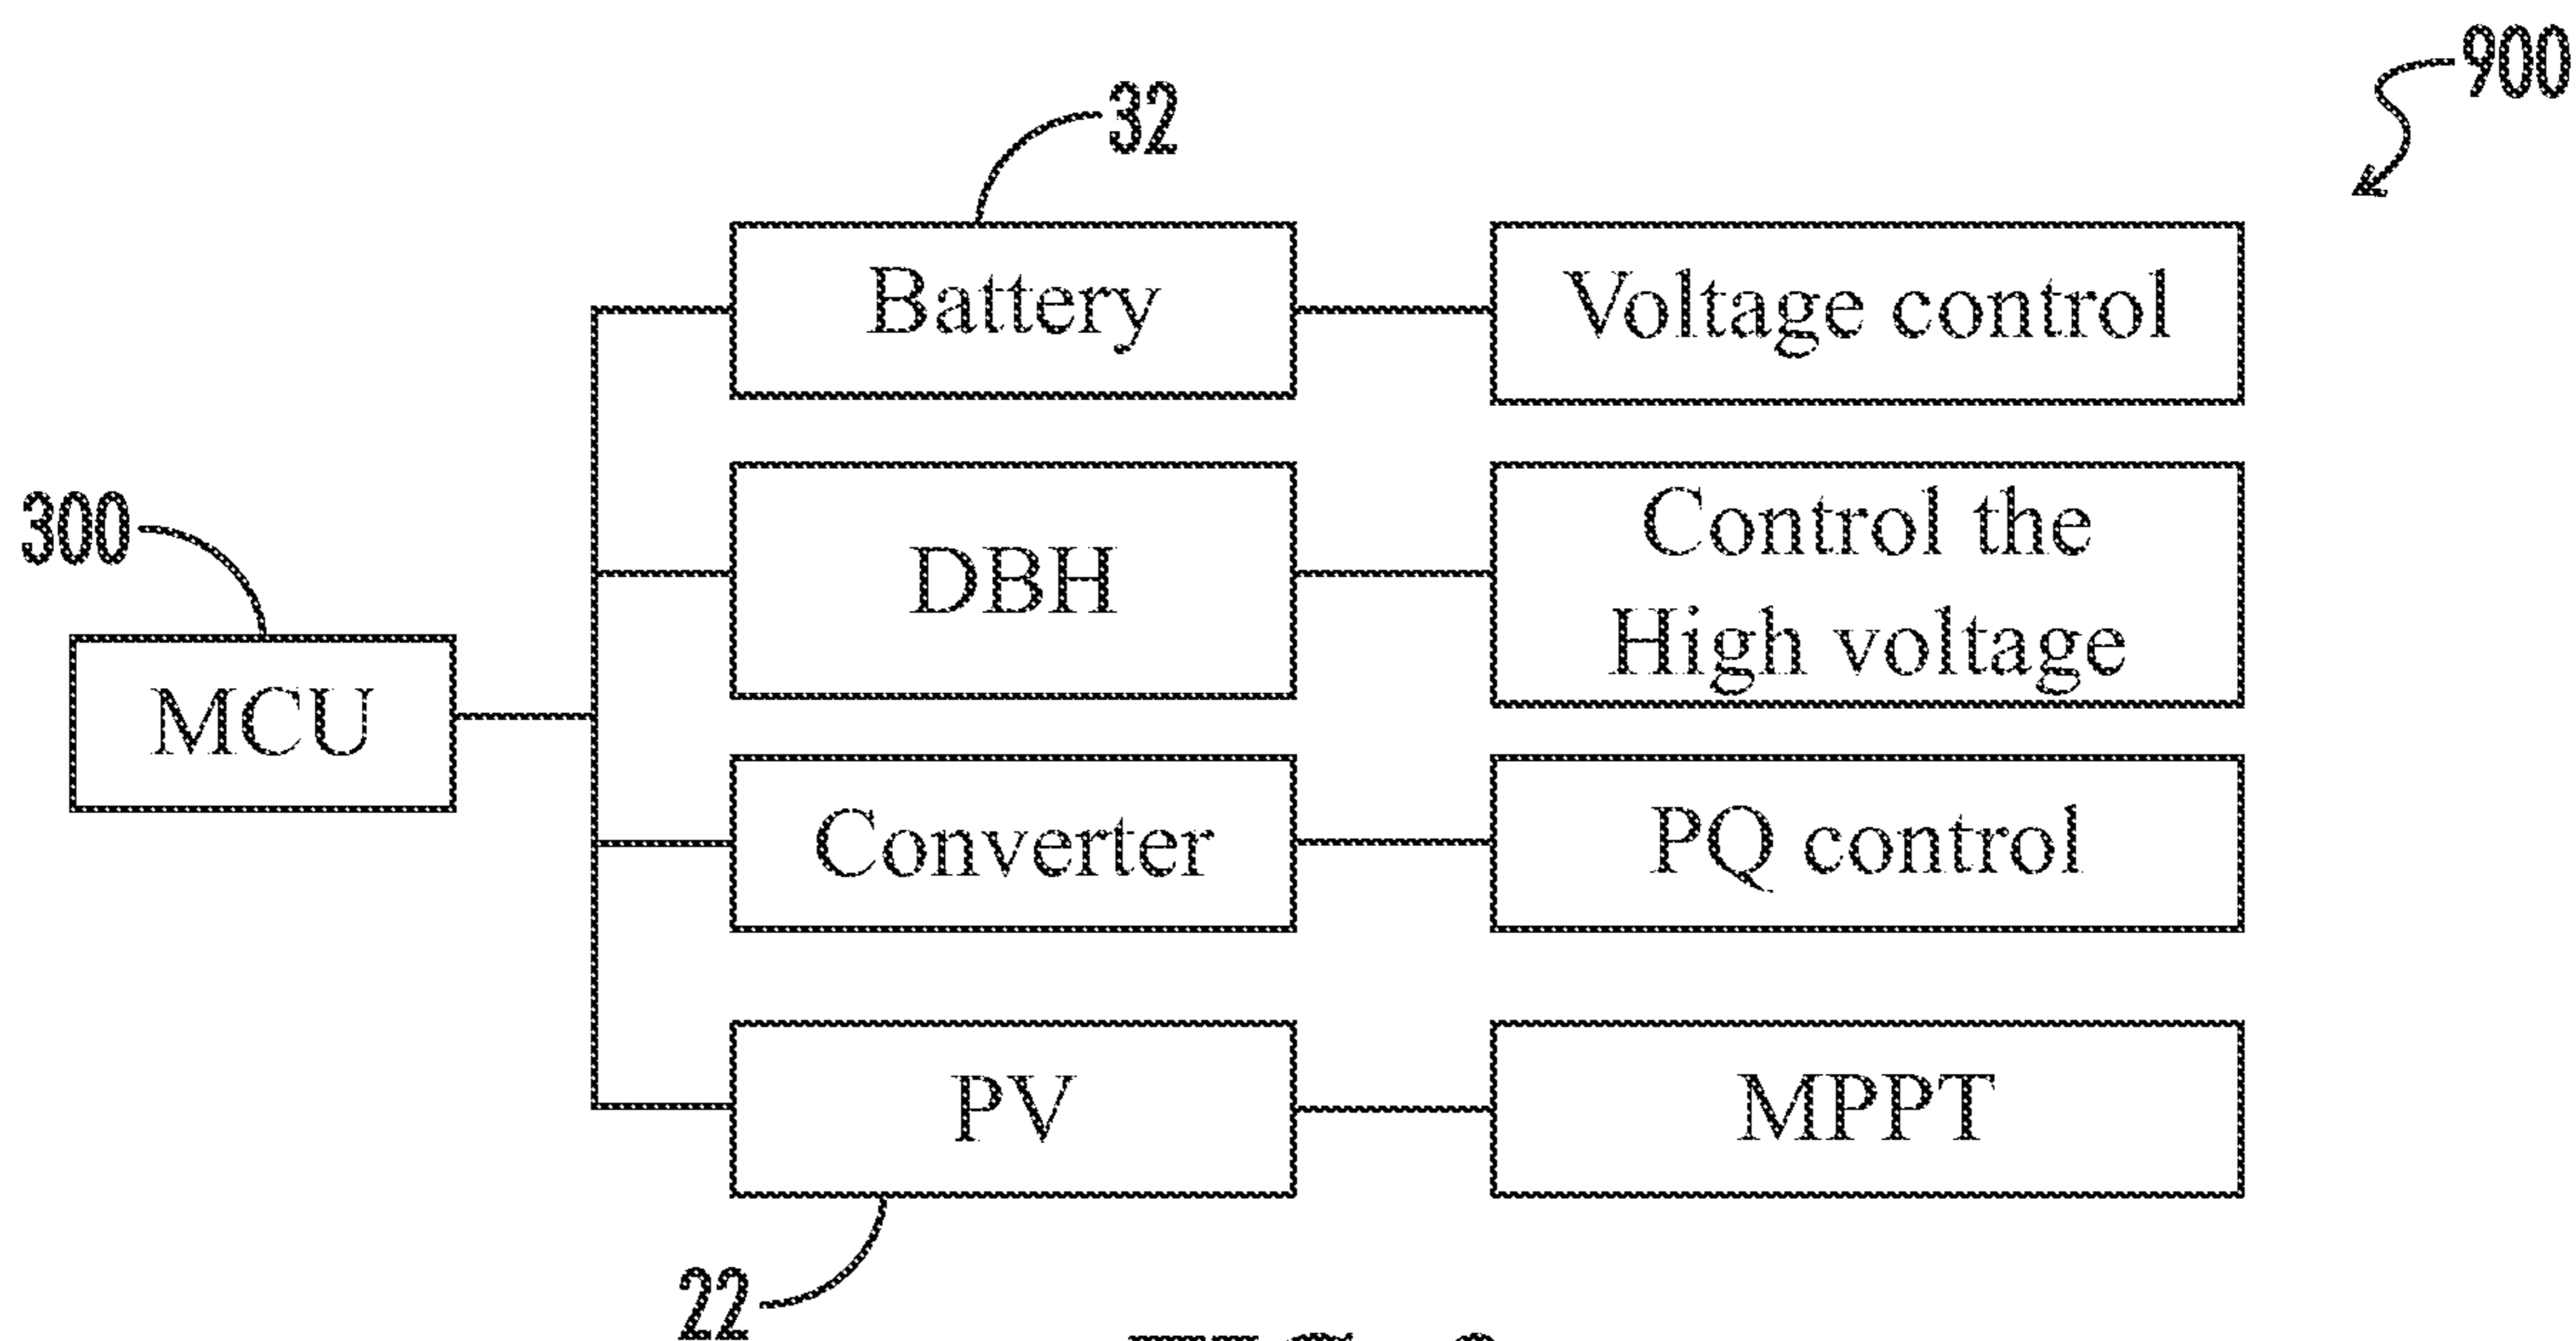 900
32
Battery
Voltage control
300
DBH
Control the
High voltage
MCU
Converter
PQ control
PV
MPPT
22